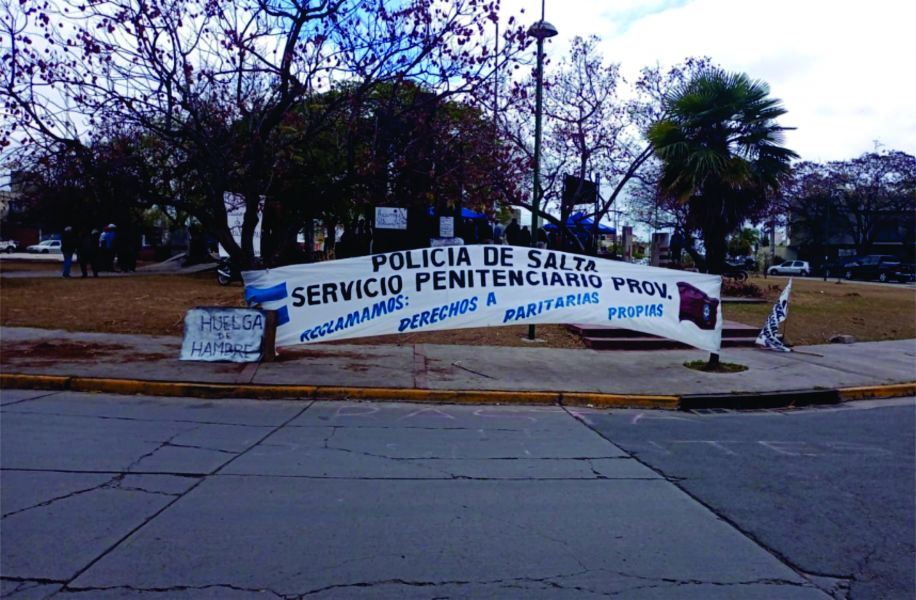 POLICIA DE SALTA
SERVICIO PENITENCIARIO PROV.
RECLAMAMOS:
DERECHOS A PARITARIAS PROPIAS
HUELGA
DE
HAMBRE